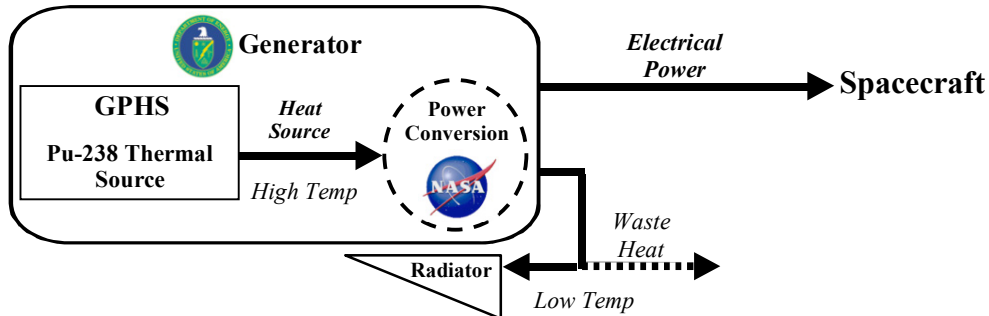 Generator
Electrical
Power
Spacecraft
GPHS
Pu-238 Thermal
Source
Heat
Source
High Temp
Power
Conversion
NASA
Waste
Heat
Radiator
Low Temp